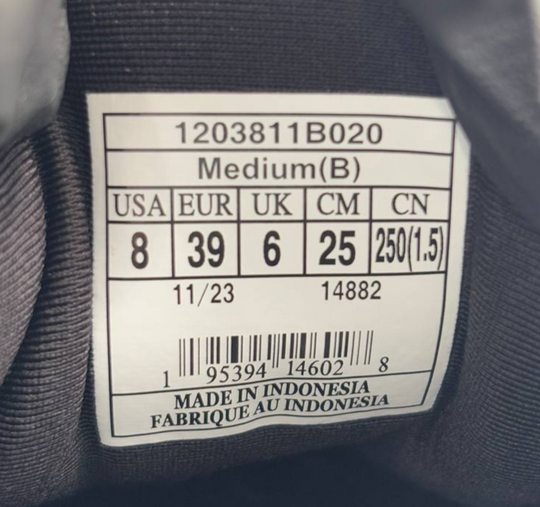 1203811B020
Medium(B)
USA EUR UK CM CN
8 39 6 25 250(1.5)
11/23 14882
1 95394 14602 8
MADE IN INDONESIA
FABRIQUE AU INDONESIA